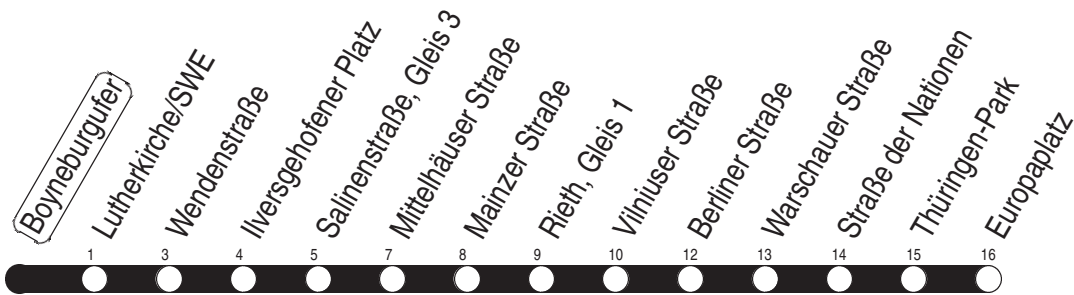 Boyneburgufer
Lutherkirche/SWE
Wendenstraße
Ilversgehofener Platz
Salinenstraße, Gleis 3
Mittelhäuser Straße
Mainzer Straße
Rieth, Gleis 1
Vilniuser Straße
Berliner Straße
Warschauer Straße
Straße der Nationen
Thüringen-Park
Europaplatz
1 3 4 5 7 8 9 10 12 13 14 15 16